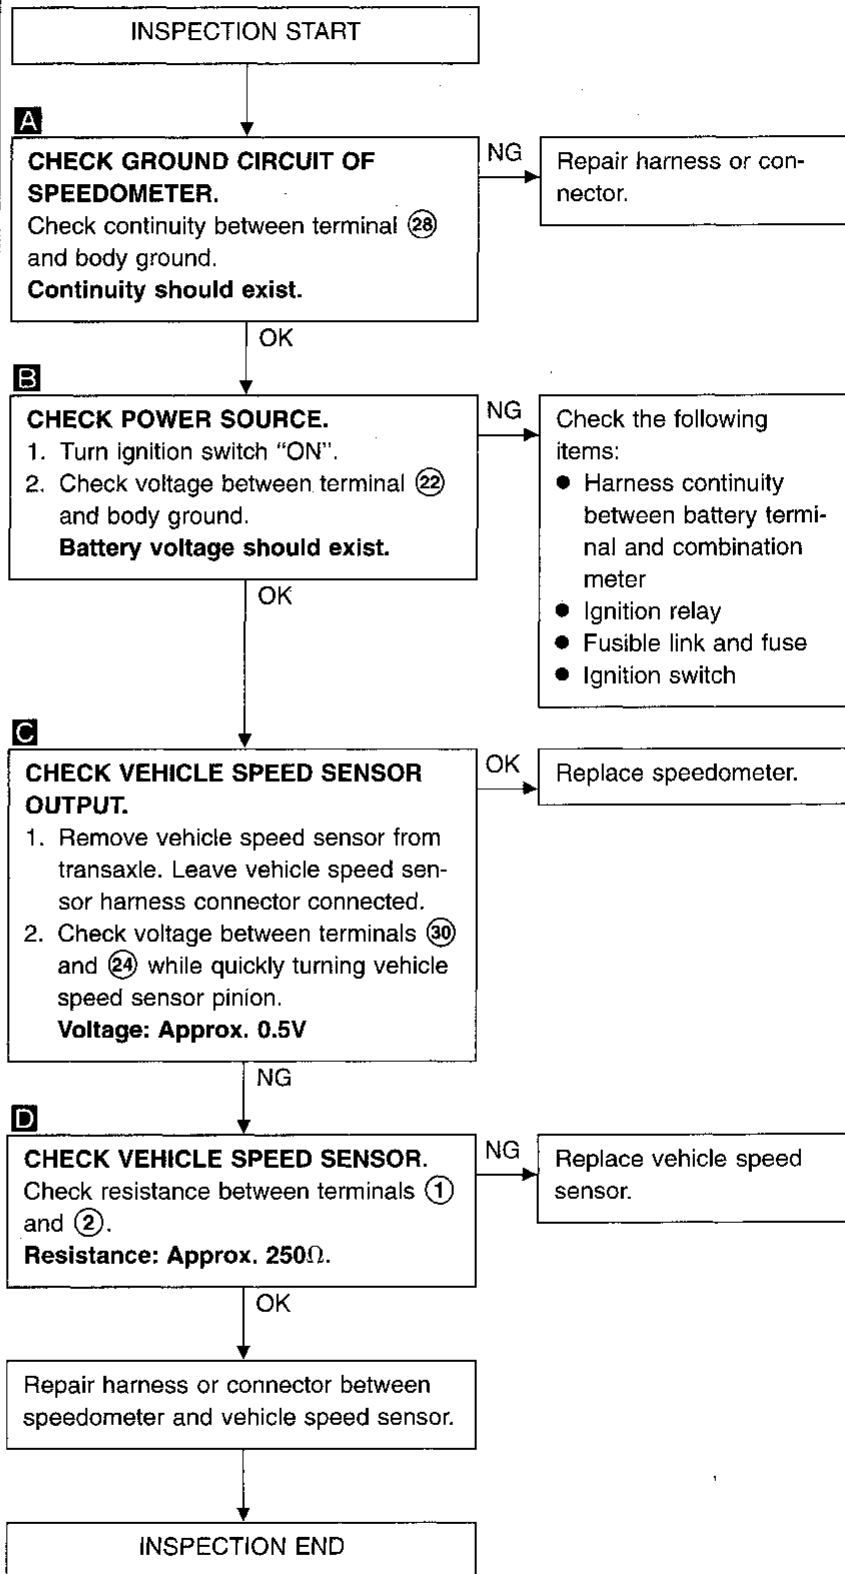 INSPECTION START
A
CHECK GROUND CIRCUIT OF
SPEEDOMETER.
Check continuity between terminal ㉘
and body ground.
Continuity should exist.
NG
Repair harness or con-
nector.
OK
B
CHECK POWER SOURCE.
1. Turn ignition switch “ON”.
2. Check voltage between terminal ㉒
and body ground.
Battery voltage should exist.
NG
Check the following
items:
● Harness continuity
between battery termi-
nal and combination
meter
● Ignition relay
● Fusible link and fuse
● Ignition switch
OK
C
CHECK VEHICLE SPEED SENSOR
OUTPUT.
1. Remove vehicle speed sensor from
transaxle. Leave vehicle speed sen-
sor harness connector connected.
2. Check voltage between terminals ㉚
and ㉔ while quickly turning vehicle
speed sensor pinion.
Voltage: Approx. 0.5V
OK
Replace speedometer.
NG
D
CHECK VEHICLE SPEED SENSOR.
Check resistance between terminals ①
and ②.
Resistance: Approx. 250Ω.
NG
Replace vehicle speed
sensor.
OK
Repair harness or connector between
speedometer and vehicle speed sensor.
INSPECTION END